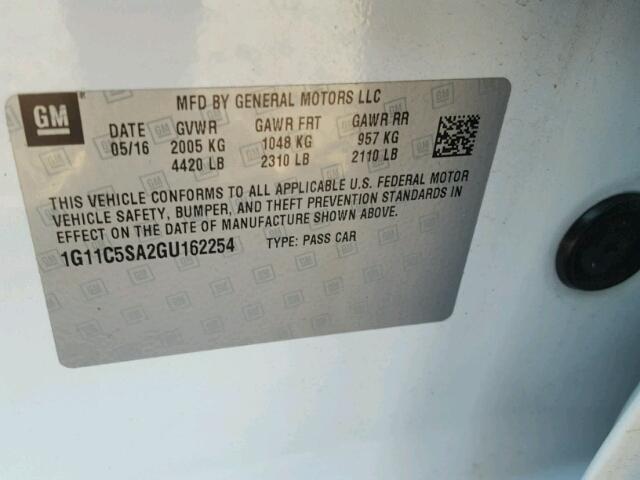 GM
MFD BY GENERAL MOTORS LLC
DATE GVWR GAWR FRT GAWR RR
05/16 2005 KG 1048 KG 957 KG
4420 LB 2310 LB 2110 LB
THIS VEHICLE CONFORMS TO ALL APPLICABLE U.S. FEDERAL MOTOR
VEHICLE SAFETY, BUMPER, AND THEFT PREVENTION STANDARDS IN
EFFECT ON THE DATE OF MANUFACTURE SHOWN ABOVE.
1G11C5SA2GU162254 TYPE: PASS CAR